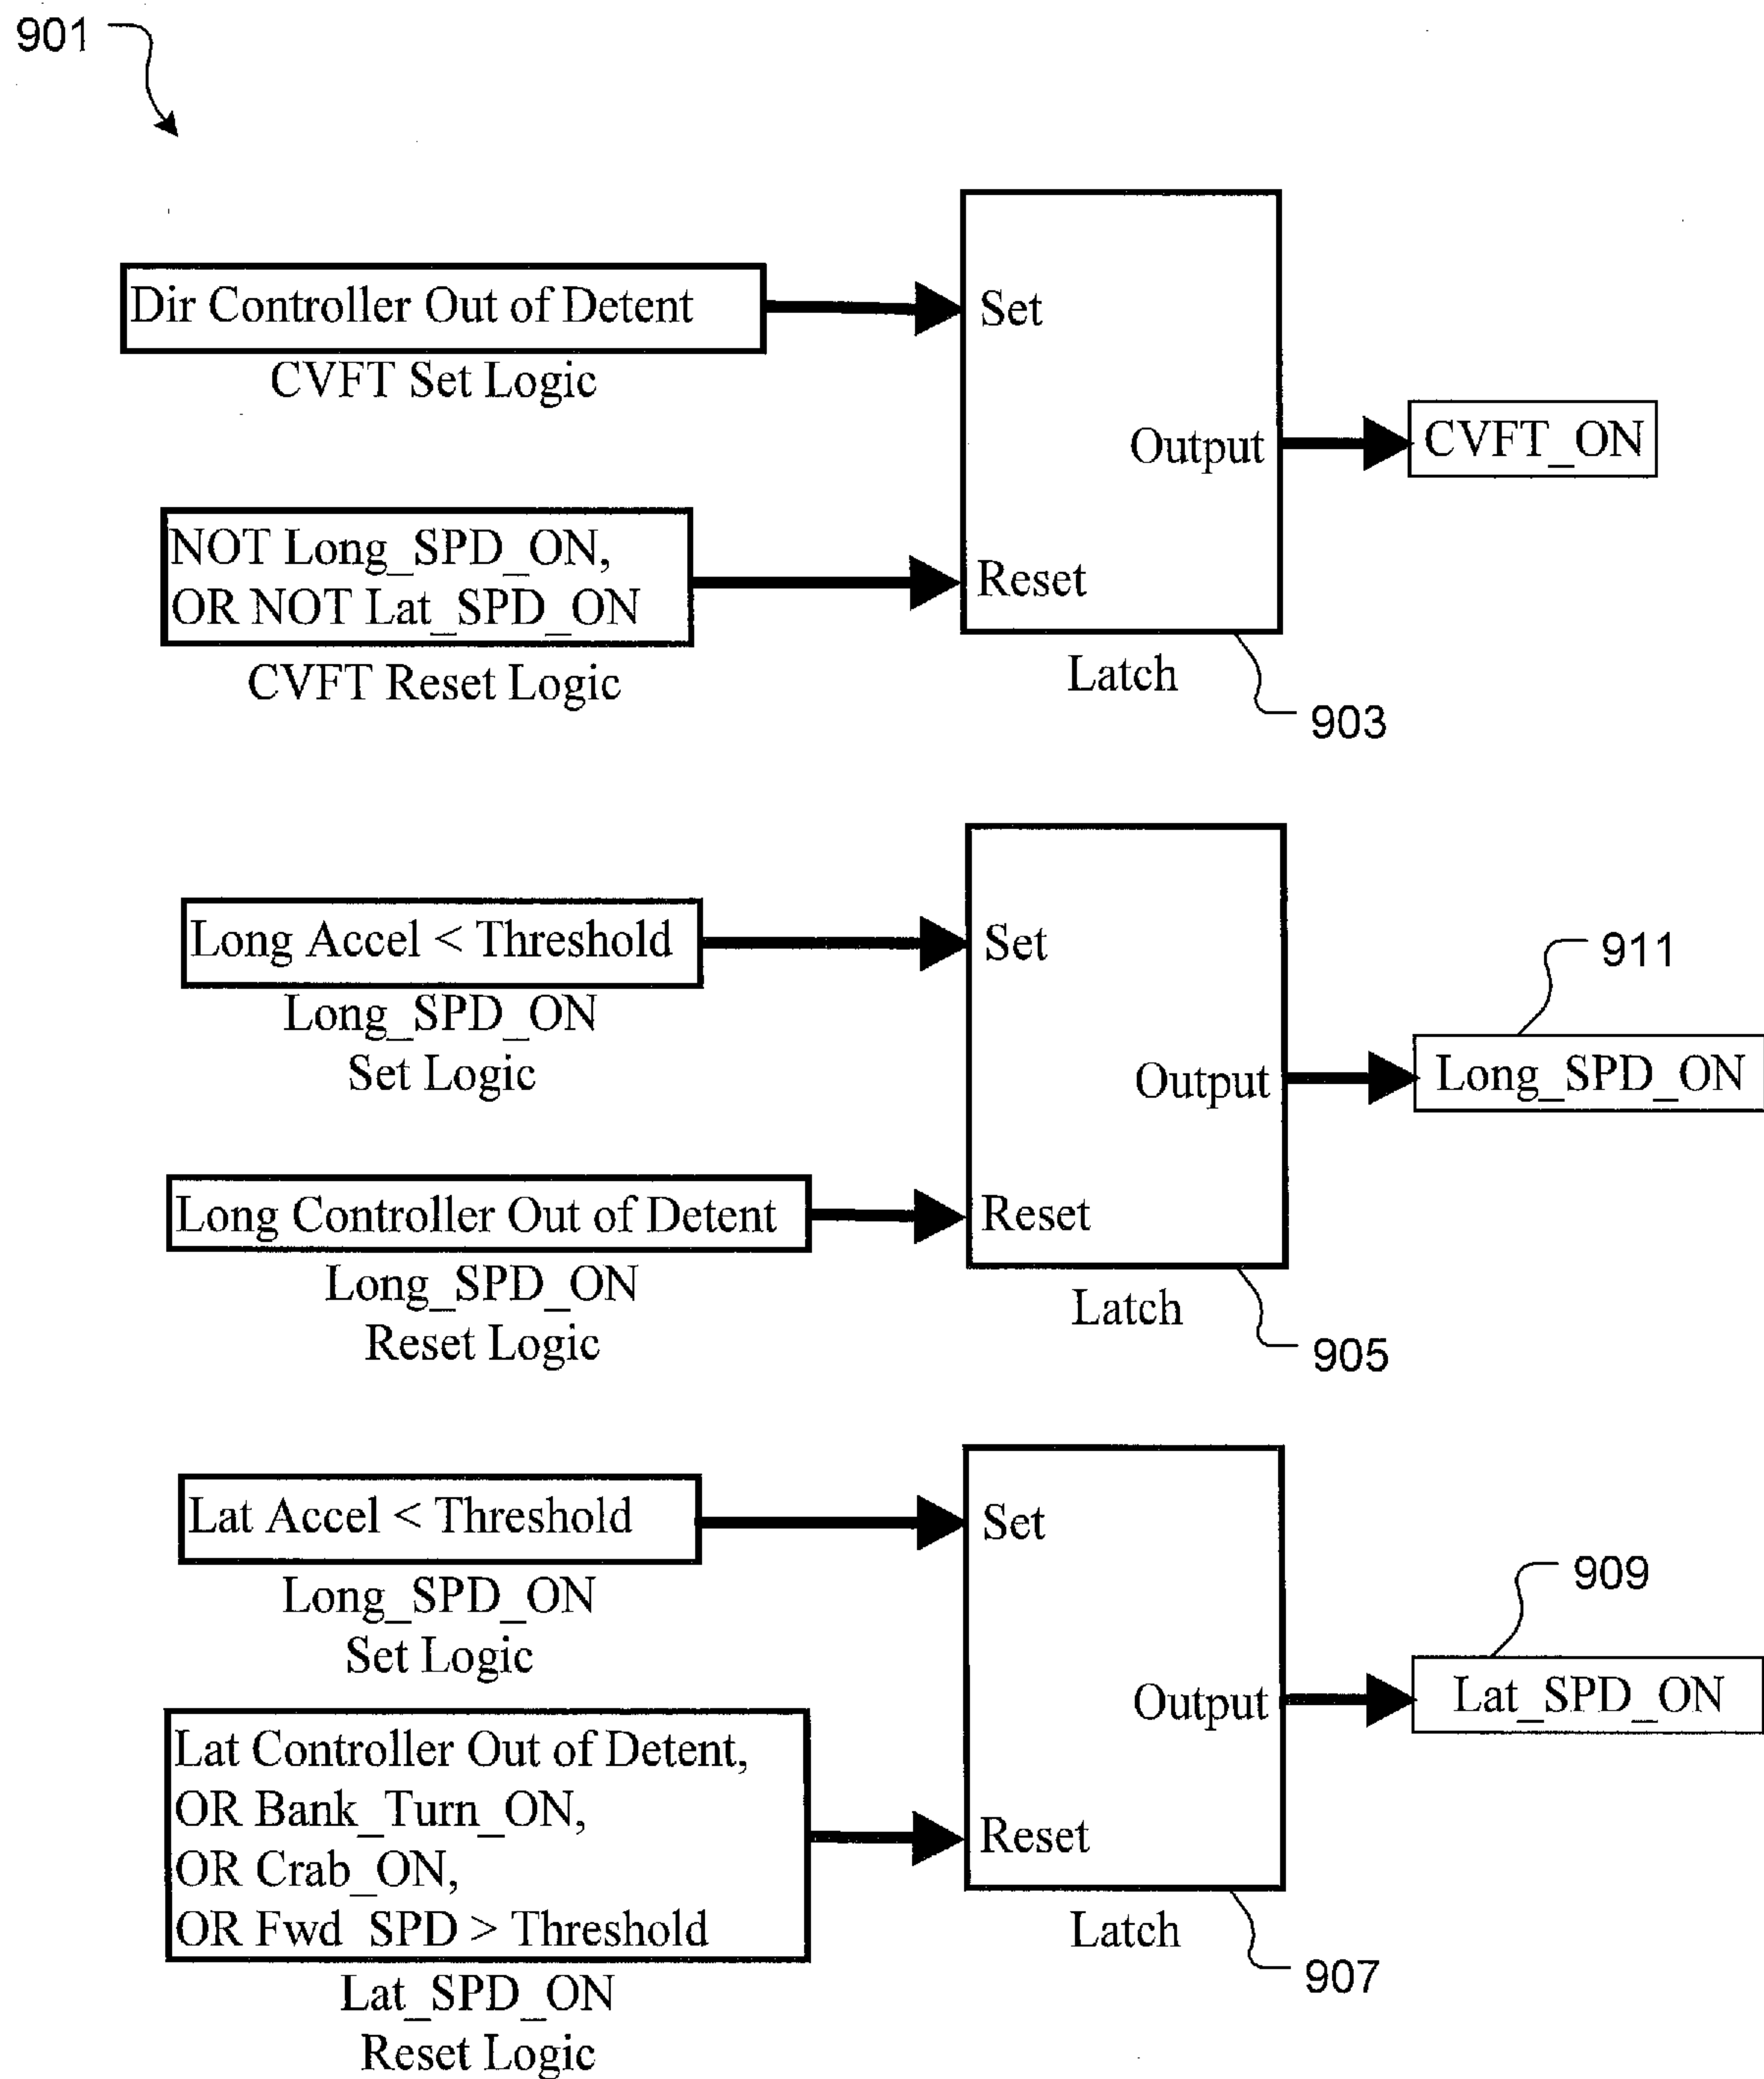 901
Dir Controller Out of Detent
CVFT Set Logic
Set
Output
CVFT_ON
NOT Long_SPD_ON,
OR NOT Lat_SPD_ON
CVFT Reset Logic
Reset
Latch
903
Long Accel < Threshold
Long_SPD_ON
Set Logic
Set
Output
911
Long_SPD_ON
Long Controller Out of Detent
Long_SPD_ON
Reset Logic
Reset
Latch
905
Lat Accel < Threshold
Long_SPD_ON
Set Logic
Set
Output
909
Lat_SPD_ON
Lat Controller Out of Detent,
OR Bank_Turn_ON,
OR Crab_ON,
OR Fwd_SPD > Threshold
Lat_SPD_ON
Reset Logic
Reset
Latch
907